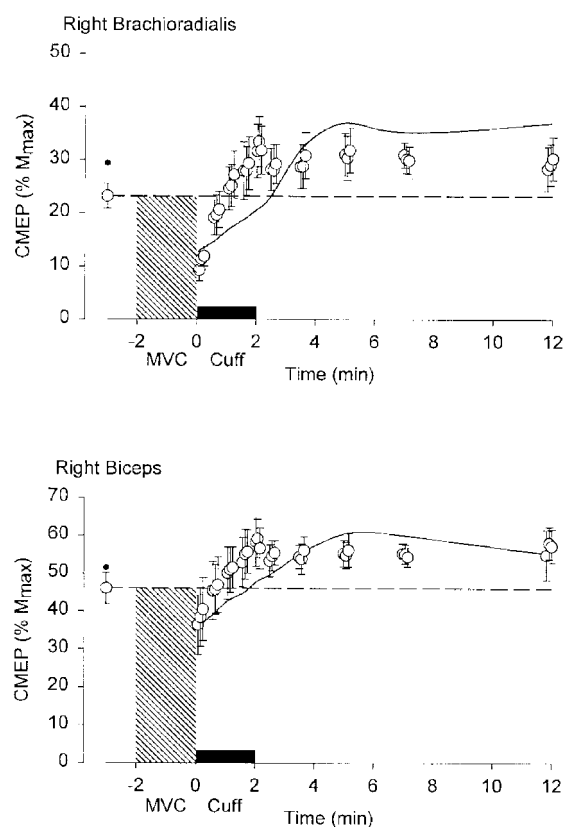 Right Brachioradialis
50
40
30
20
10
0
CMEP (% Mmax)
-2 0 2 4 6 8 10 12
MVC Cuff
Time (min)
Right Biceps
70
60
50
40
30
20
10
0
CMEP (% Mmax)
-2 0 2 4 6 8 10 12
MVC Cuff
Time (min)